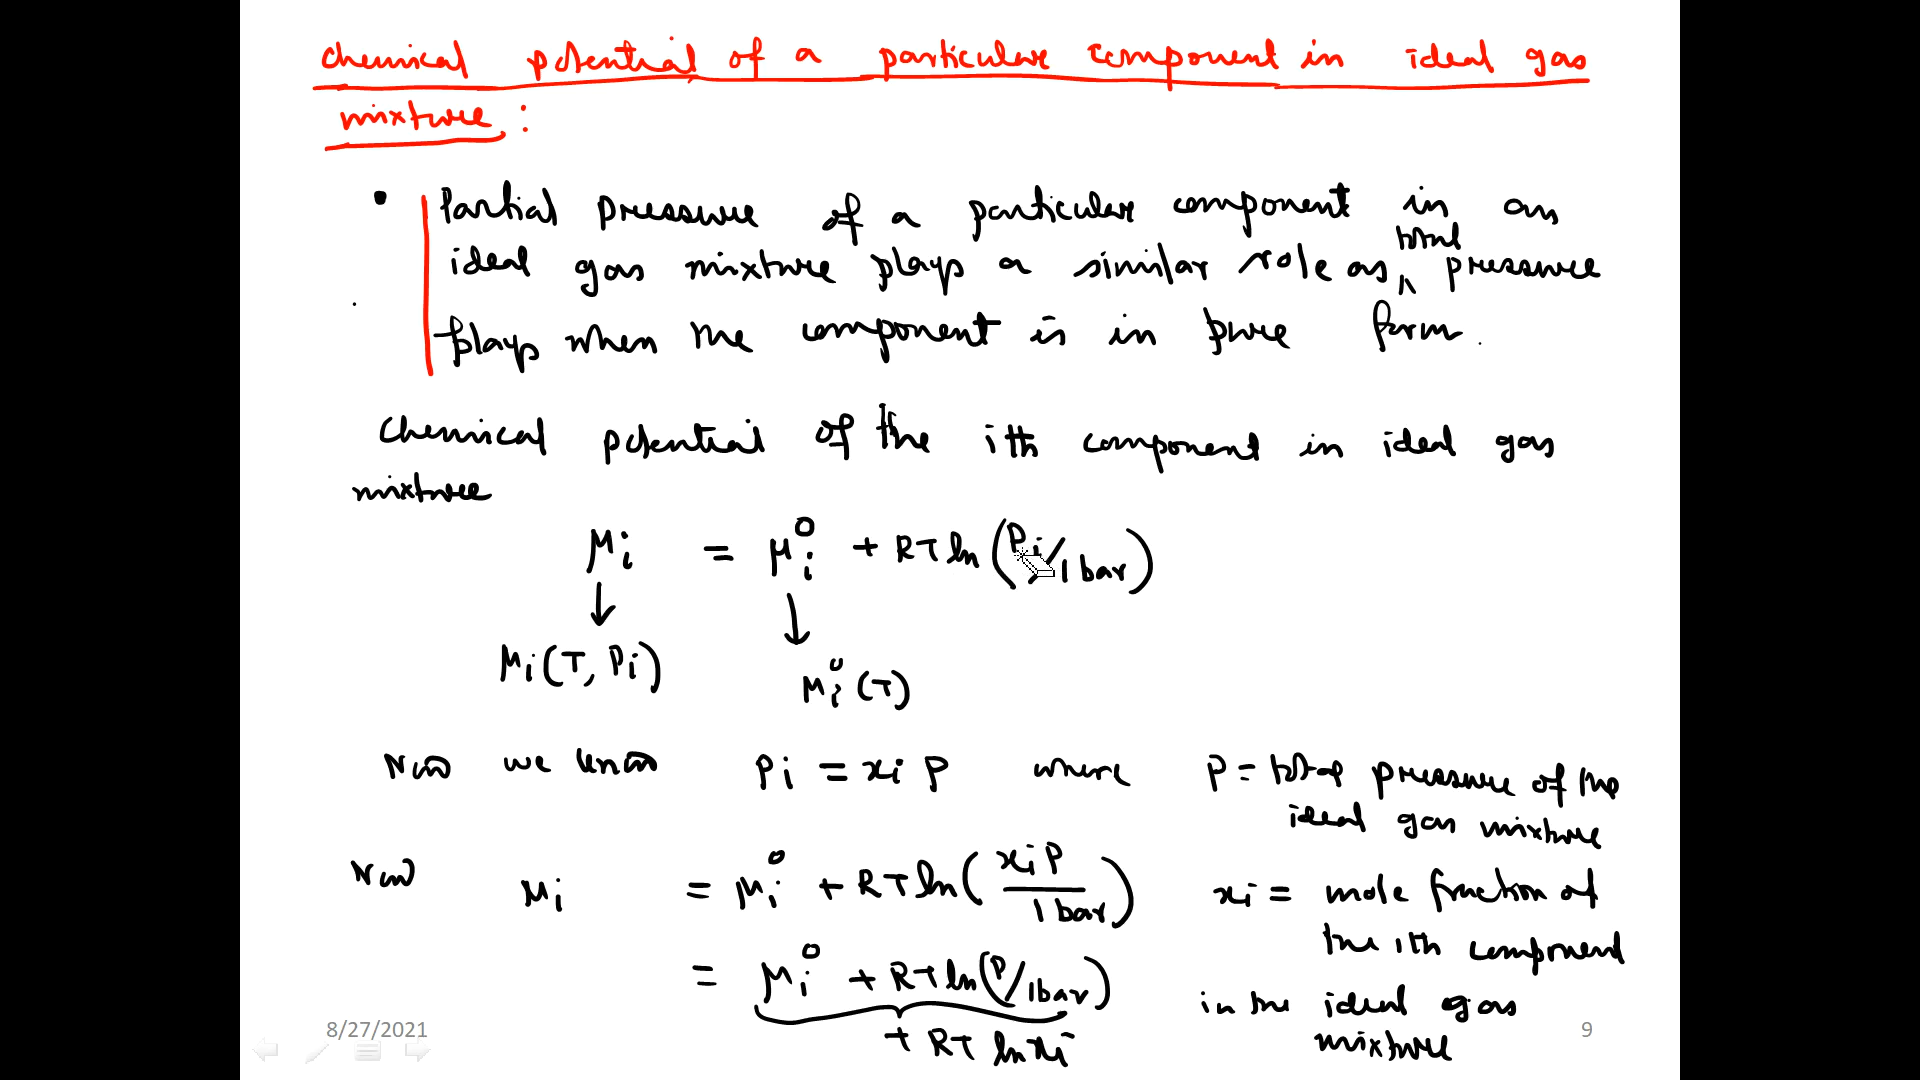 chemical potential of a particular component in ideal gas
mixture :
• Partial pressure of a particular component in an
ideal gas mixture plays a similar role as total pressure
plays when the component is in pure form.
Chemical potential of the ith component in ideal gas
mixture
μi = μi⁰ + RT ln (Pi/1 bar)
↓ ↓
μi(T, Pi) μi⁰(T)
Now we know Pi = xi P where P = total pressure of the
ideal gas mixture
Now μi = μi⁰ + RT ln (xi P / 1 bar)
xi = mole fraction of
the ith component
in the ideal gas
mixture
= μi⁰ + RT ln (P/1bar)
+ RT ln xi
8/27/2021
9